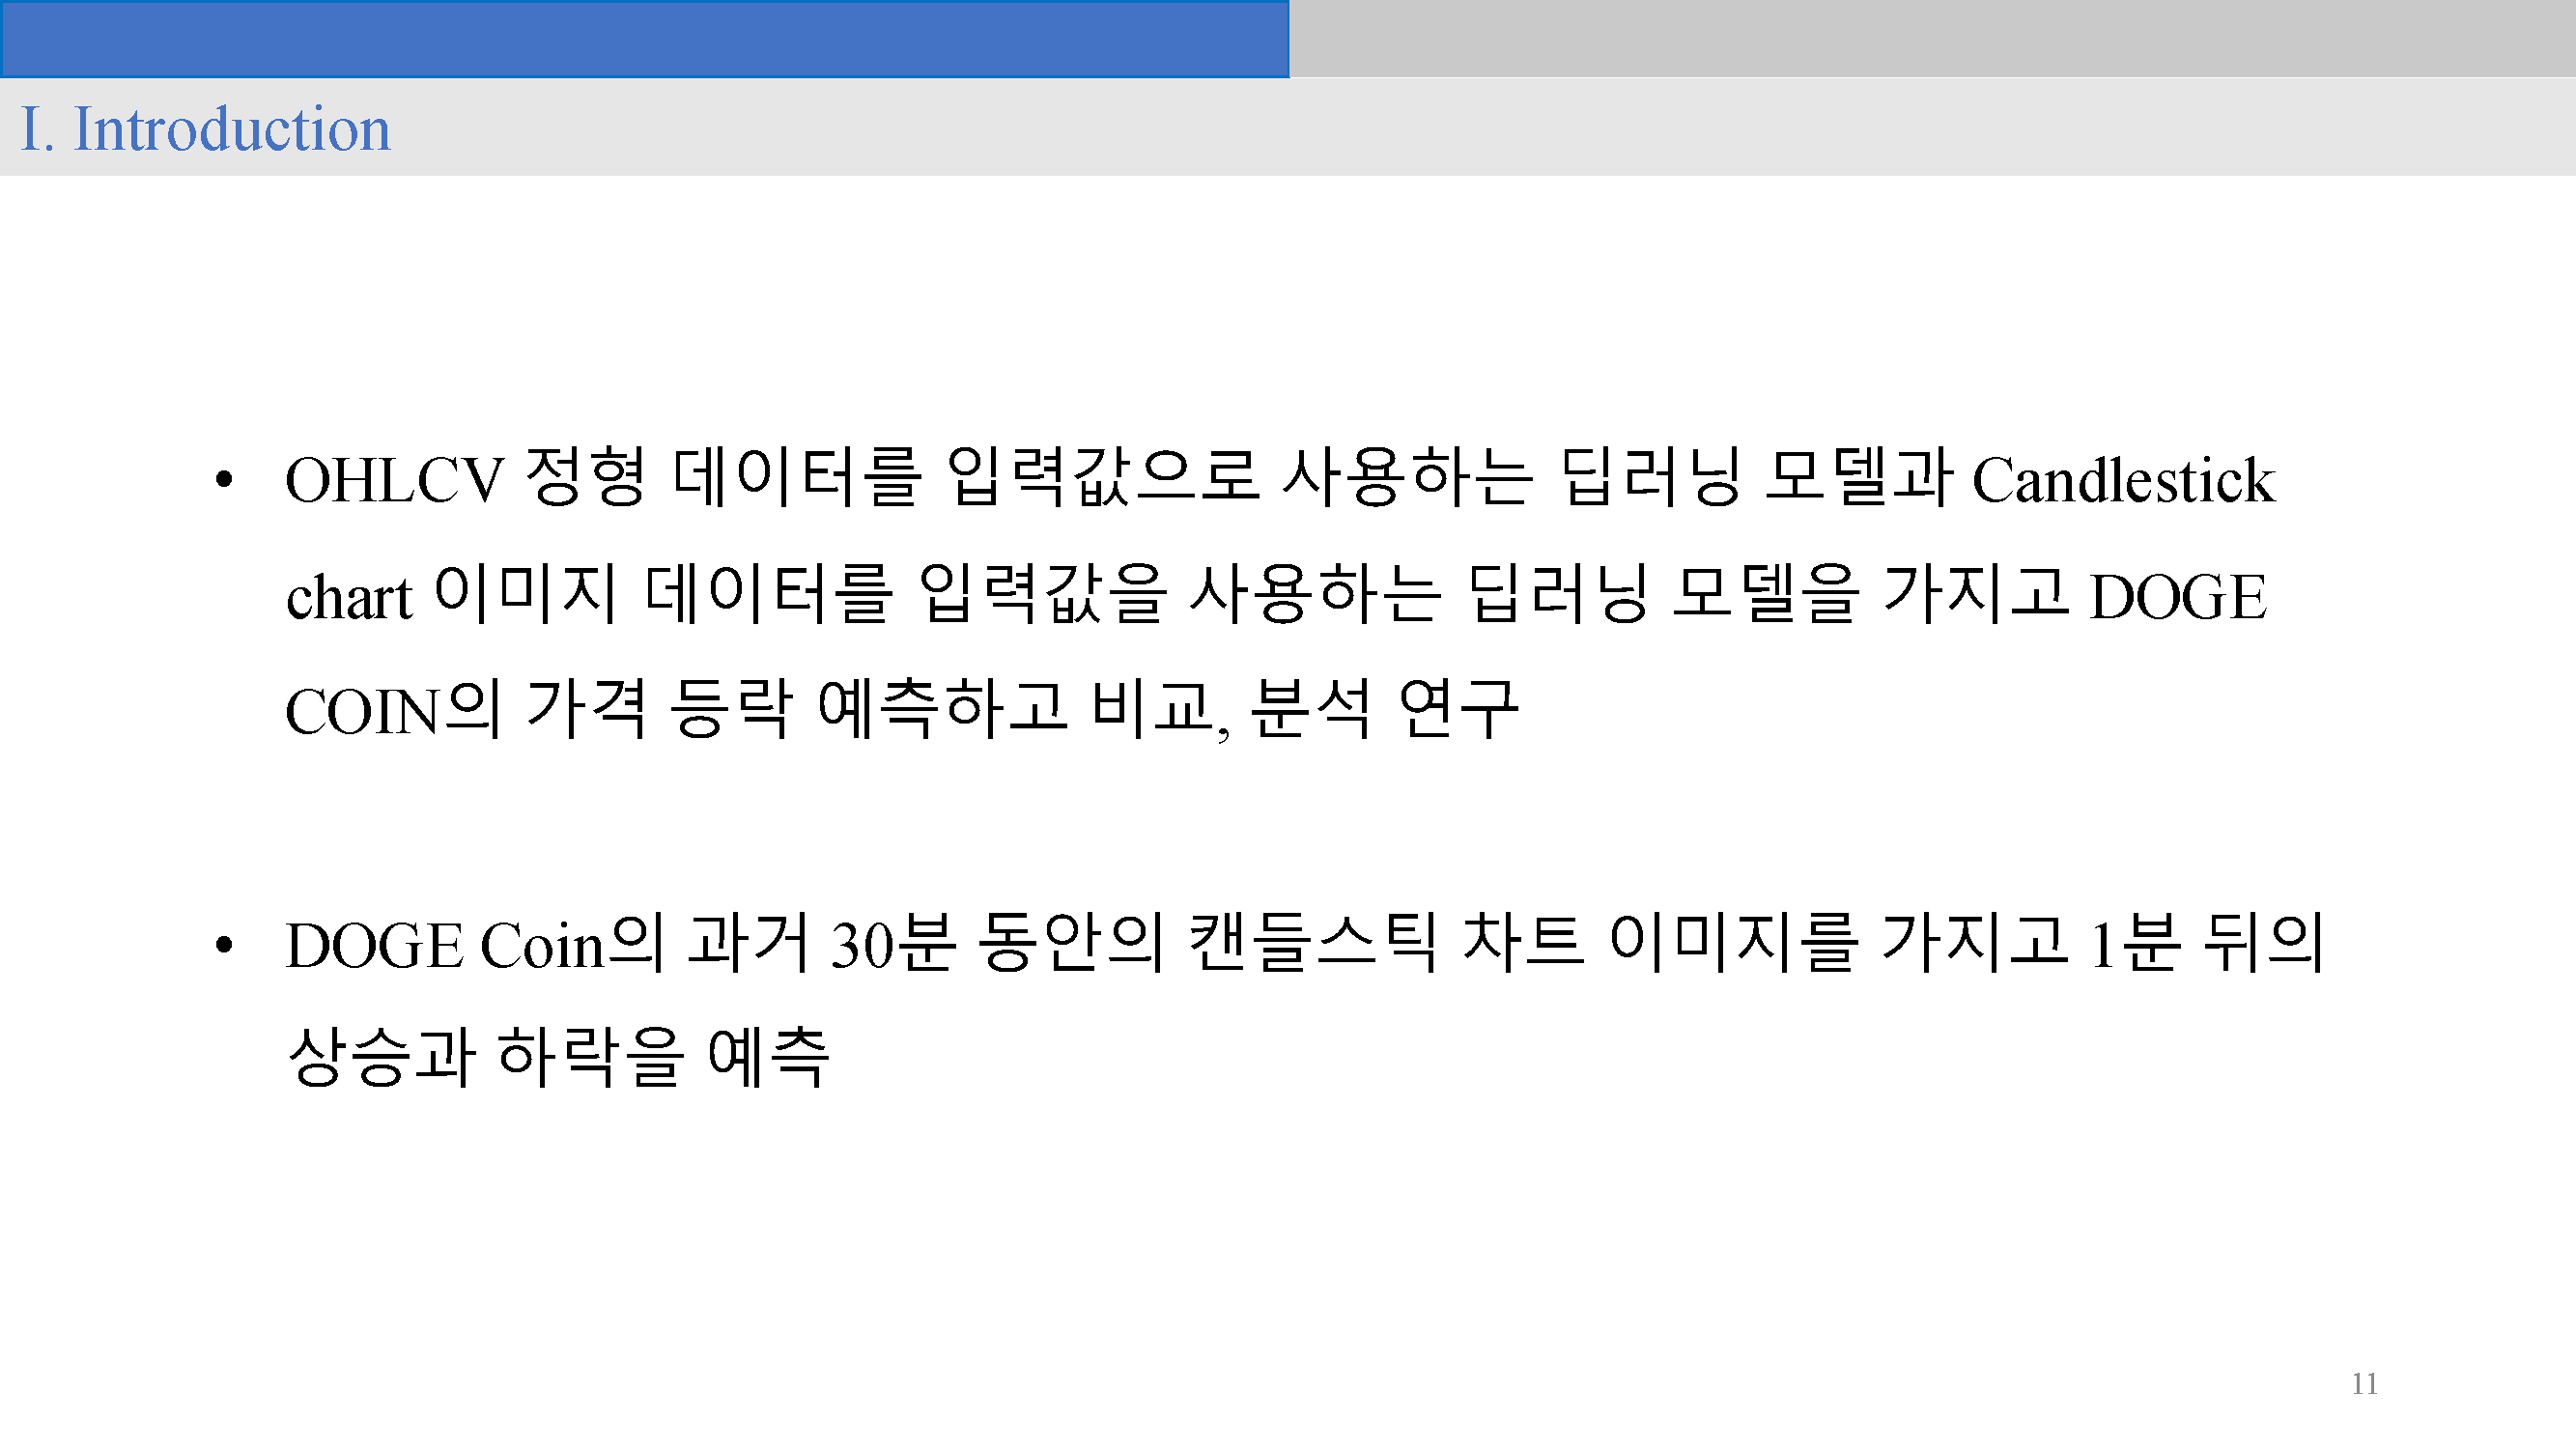 I. Introduction
• OHLCV 정형 데이터를 입력값으로 사용하는 딥러닝 모델과 Candlestick
chart 이미지 데이터를 입력값을 사용하는 딥러닝 모델을 가지고 DOGE
COIN의 가격 등락 예측하고 비교, 분석 연구
• DOGE Coin의 과거 30분 동안의 캔들스틱 차트 이미지를 가지고 1분 뒤의
상승과 하락을 예측
11